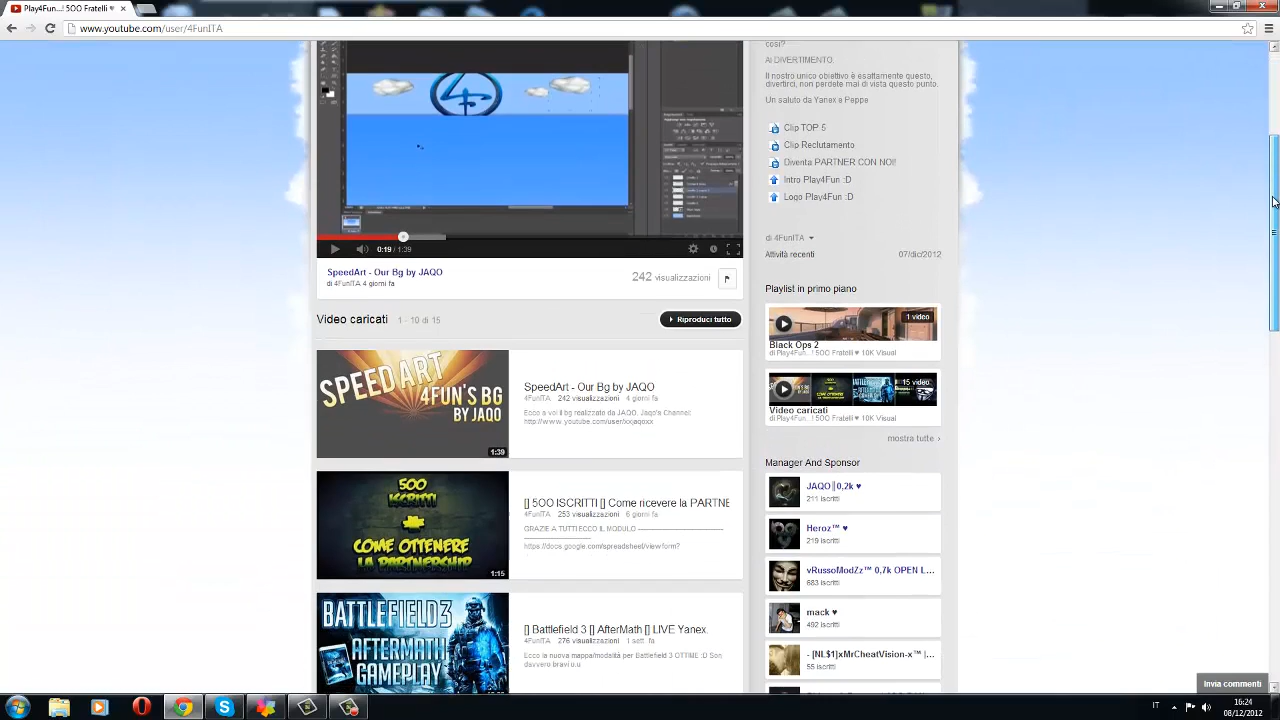 Play4Fun...! 5OO Fratelli ♥
www.youtube.com/user/4FunITA
così?
Al DIVERTIMENTO.
Il nostro unico obiettivo è esattamente questo,
divertirci, non perdete mai di vista questo punto.
Un saluto da Yanex e Peppe
Clip TOP 5
Clip Reclutamento
Diventa PARTNER CON NOI!
Intro Play4Fun :D
Logo Play4Fun :D
0:19 / 1:39
di 4FunITA
Attività recenti 07/dic/2012
SpeedArt - Our Bg by JAQO
di 4FunITA 4 giorni fa
242 visualizzazioni
Playlist in primo piano
1 video
Black Ops 2
di Play4Fun...! 5OO Fratelli ♥ 10K Visual
15 video
Video caricati
di Play4Fun...! 5OO Fratelli ♥ 10K Visual
mostra tutte ›
Video caricati 1 - 10 di 15
Riproduci tutto
SPEED ART
4FUN'S BG
BY JAQO
1:39
SpeedArt - Our Bg by JAQO
4FunITA 242 visualizzazioni 4 giorni fa
Ecco a voi il bg realizzato da JAQO: Jaqo's Channel:
http://www.youtube.com/user/xxjaqoxx
500
ISCRITTI
COME OTTENERE
LA PARTNERSHIP
1:15
[] 5OO ISCRITTI [] Come ricevere la PARTNE
4FunITA 253 visualizzazioni 6 giorni fa
GRAZIE A TUTTI ECCO IL MODULO
https://docs.google.com/spreadsheet/viewform?
BATTLEFIELD 3
AFTERMATH
GAMEPLAY
[] Battlefield 3 [] AfterMath [] LIVE Yanex.
4FunITA 276 visualizzazioni 1 sett. fa
Ecco la nuova mappa/modalità per Battlefield 3 OTTIME :D Son
davvero bravi u.u
Manager And Sponsor
JAQO║0,2k ♥
211 iscritti
Heroz™ ♥
219 iscritti
vRussoModZz™ 0,7k OPEN L...
683 iscritti
mack ♥
492 iscritti
- [NL$1]xMrCheatVision-x™ |...
55 iscritti
Invia commenti
IT
16:24
08/12/2012